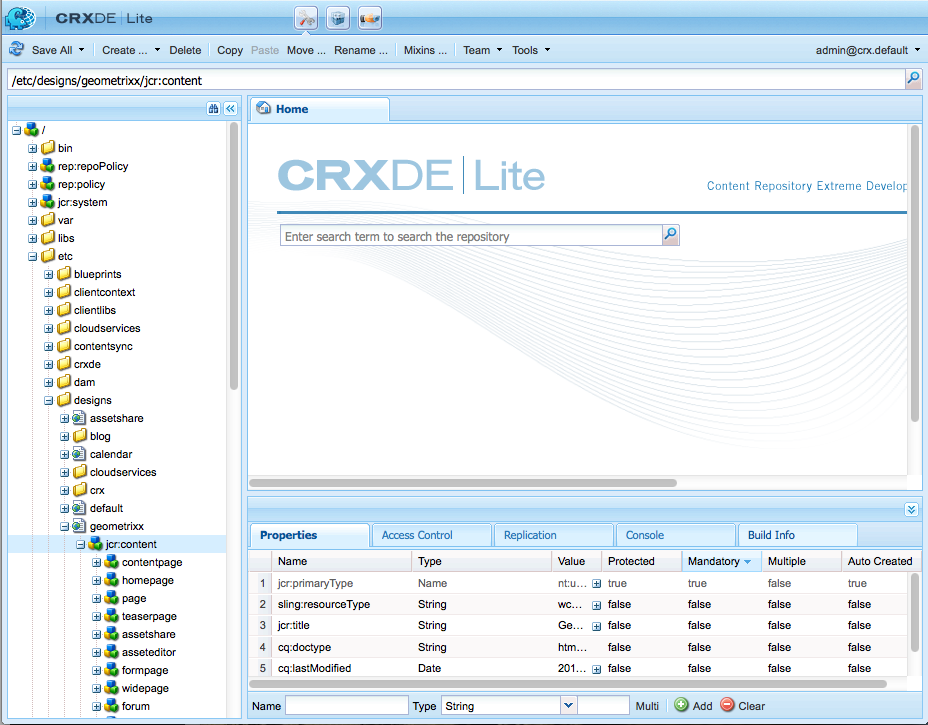 CRXDE | Lite
Save All Create ... Delete Copy Paste Move ... Rename ... Mixins ... Team Tools admin@crx.default
/etc/designs/geometrixx/jcr:content
Home
/
bin
rep:repoPolicy
rep:policy
jcr:system
var
libs
etc
blueprints
clientcontext
clientlibs
cloudservices
contentsync
crxde
dam
designs
assetshare
blog
calendar
cloudservices
crx
default
geometrixx
jcr:content
contentpage
homepage
page
teaserpage
assetshare
asseteditor
formpage
widepage
forum
CRXDE | Lite
Content Repository Extreme Develop
Enter search term to search the repository
Properties Access Control Replication Console Build Info
Name Type Value Protected Mandatory Multiple Auto Created
1 jcr:primaryType Name nt:u... true true false true
2 sling:resourceType String wc... false false false false
3 jcr:title String Ge... false false false false
4 cq:doctype String htm... false false false false
5 cq:lastModified Date 201... false false false false
Name Type String Multi Add Clear